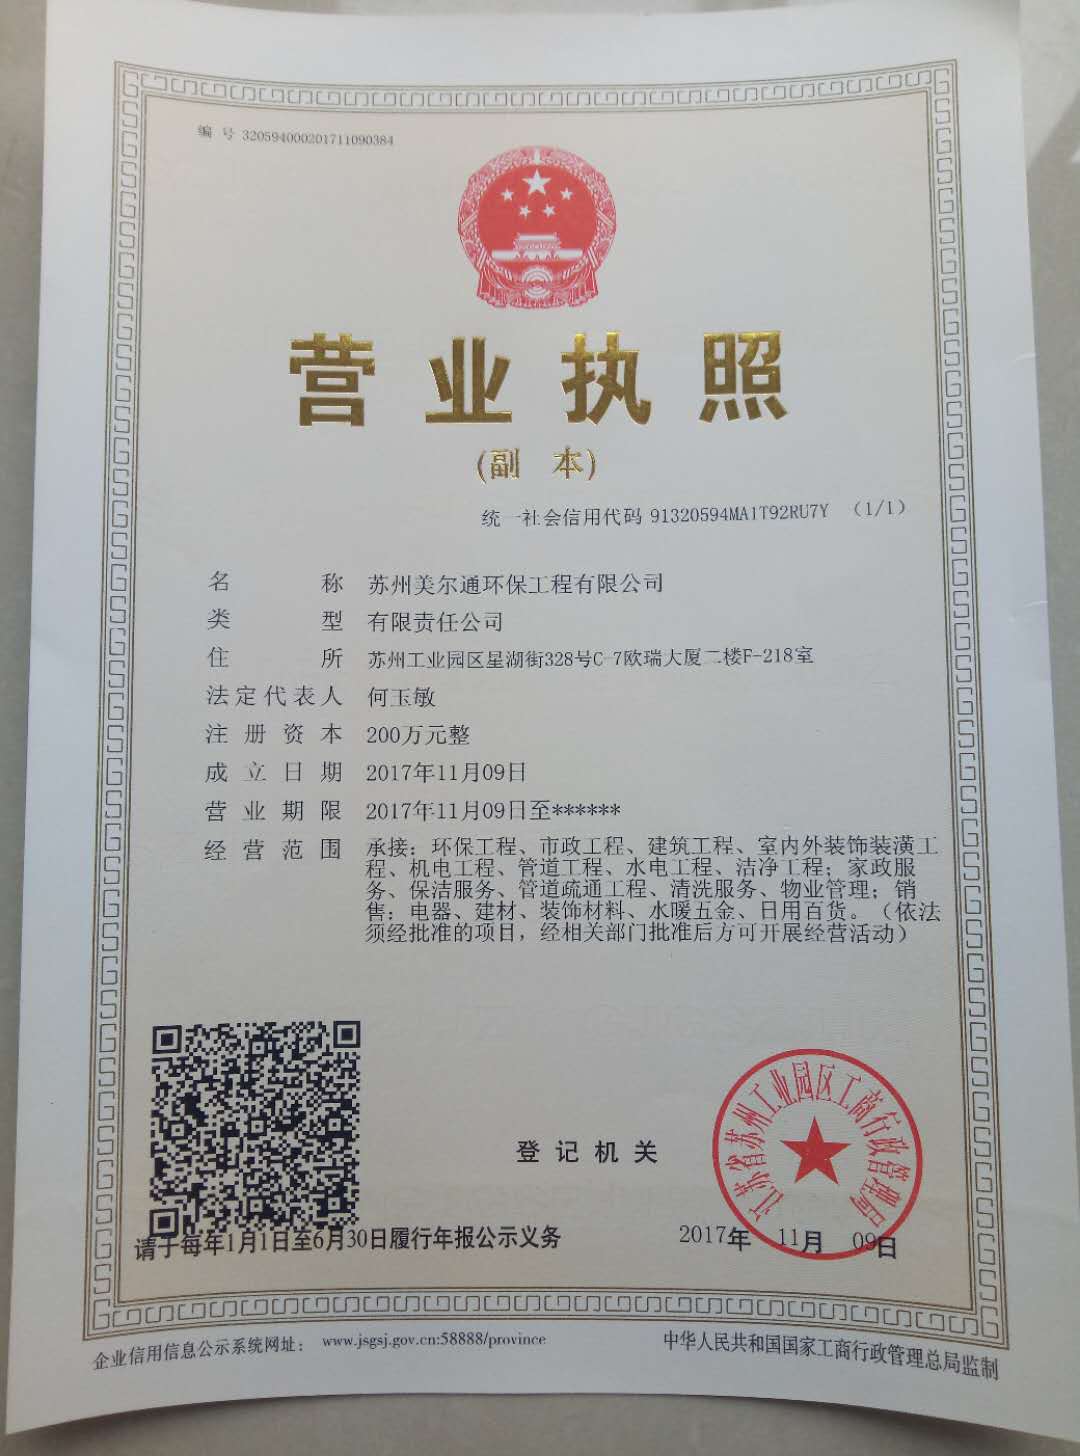 编 号 320594000201711090384
营业执照
(副 本)
统一社会信用代码 91320594MA1T92RU7Y （1/1）
名 称 苏州美尔通环保工程有限公司
类 型 有限责任公司
住 所 苏州工业园区星湖街328号C-7欧瑞大厦二楼F-218室
法定代表人 何玉敏
注册资本 200万元整
成立日期 2017年11月09日
营业期限 2017年11月09日至******
经营范围 承接：环保工程、市政工程、建筑工程、室内外装饰装潢工
程、机电工程、管道工程、水电工程、洁净工程；家政服
务、保洁服务、管道疏通工程、清洗服务、物业管理；销
售：电器、建材、装饰材料、水暖五金、日用百货。（依法
须经批准的项目，经相关部门批准后方可开展经营活动）
江苏省苏州工业园区工商行政管理局
登记机关
请于每年1月1日至6月30日履行年报公示义务
2017年 11月 09日
企业信用信息公示系统网址： www.jsgsj.gov.cn:58888/province
中华人民共和国国家工商行政管理总局监制